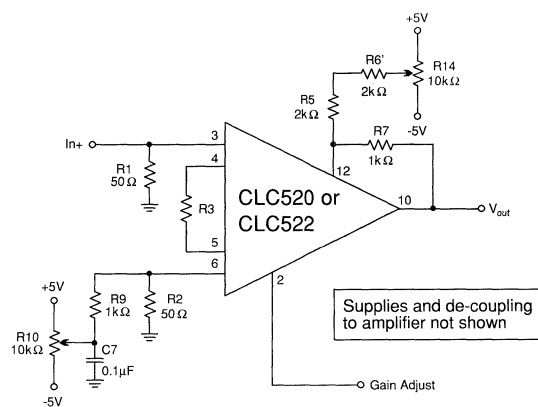 +5V
R6'
2kΩ
R14
10kΩ
-5V
R5
2kΩ
R7
1kΩ
In+
3
R1
50Ω
4
R3
5
6
CLC520 or
CLC522
12
10
Vout
2
+5V
R9
1kΩ
R2
50Ω
R10
10kΩ
C7
0.1µF
-5V
Supplies and de-coupling
to amplifier not shown
Gain Adjust